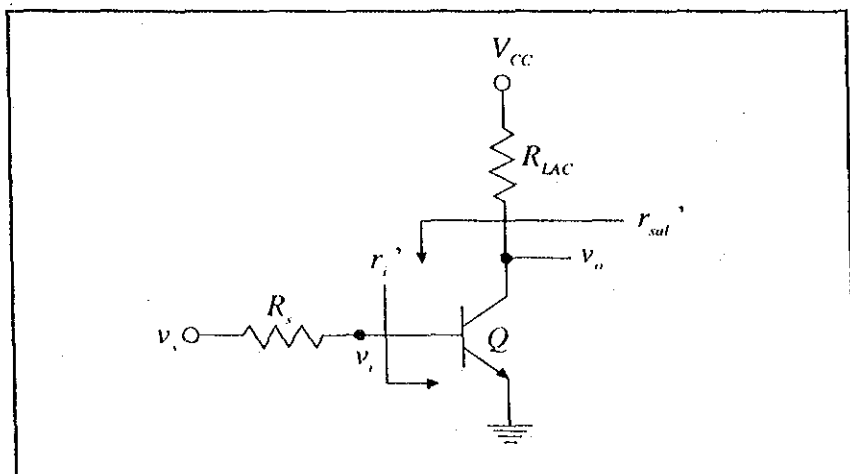 V_CC
R_LAC
r_sal'
r_i'
v_o
R_s
v_s
v_i
Q